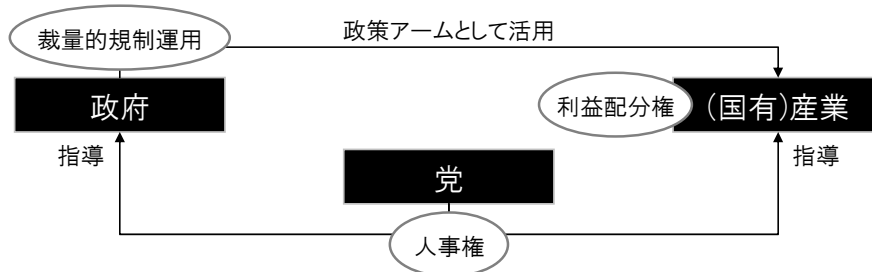 裁量的規制運用
政策アームとして活用
政府
利益配分権
(国有)産業
指導
指導
党
人事権